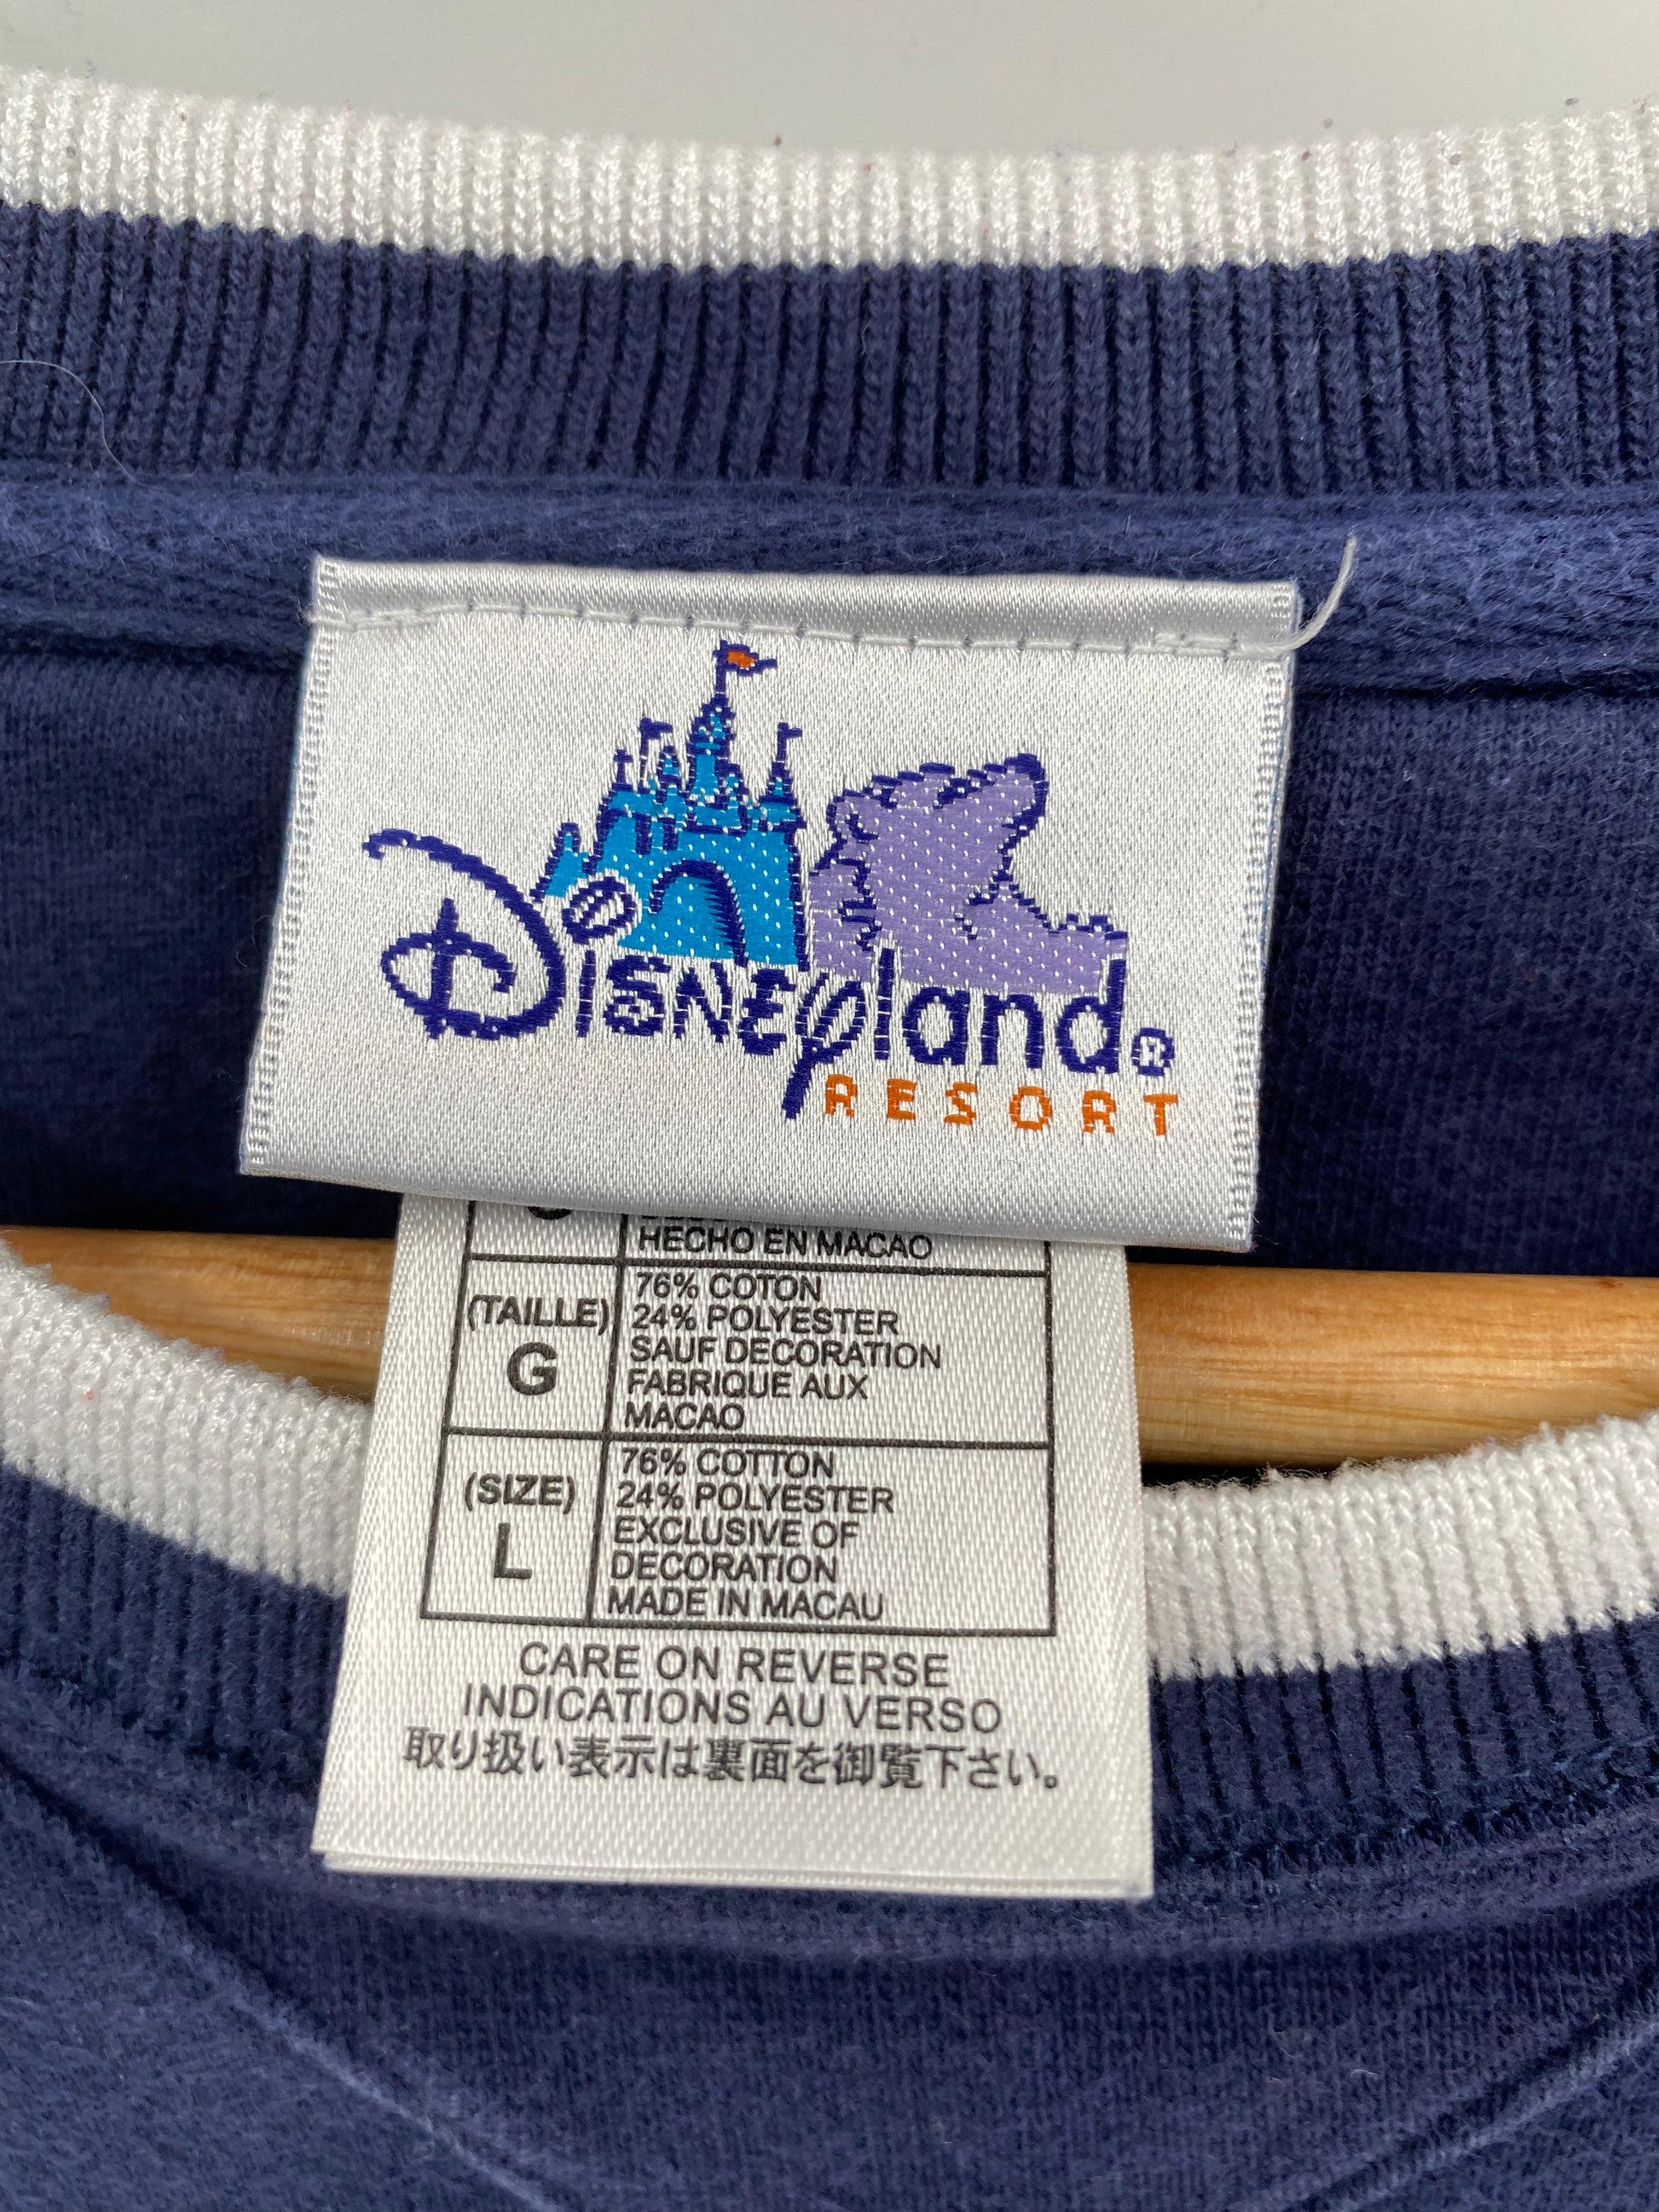 Disneyland®
RESORT
HECHO EN MACAO
(TAILLE)
G
76% COTON
24% POLYESTER
SAUF DECORATION
FABRIQUE AUX
MACAO
(SIZE)
L
76% COTTON
24% POLYESTER
EXCLUSIVE OF
DECORATION
MADE IN MACAU
CARE ON REVERSE
INDICATIONS AU VERSO
取り扱い表示は裏面を御覧下さい。